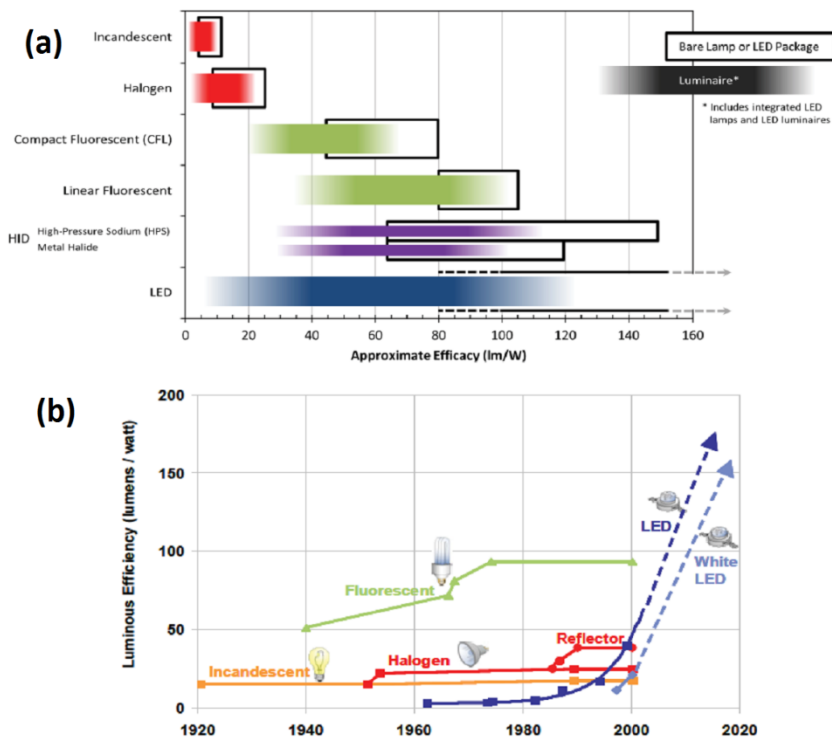 (a)
Incandescent
Halogen
Compact Fluorescent (CFL)
Linear Fluorescent
HID High-Pressure Sodium (HPS)
Metal Halide
LED
Bare Lamp or LED Package
Luminaire*
* Includes integrated LED
lamps and LED luminaires
0 20 40 60 80 100 120 140 160
Approximate Efficacy (lm/W)
(b)
Luminous Efficiency (lumens / watt)
200
150
100
50
0
Fluorescent
Incandescent
Halogen
Reflector
LED
White
LED
1920 1940 1960 1980 2000 2020